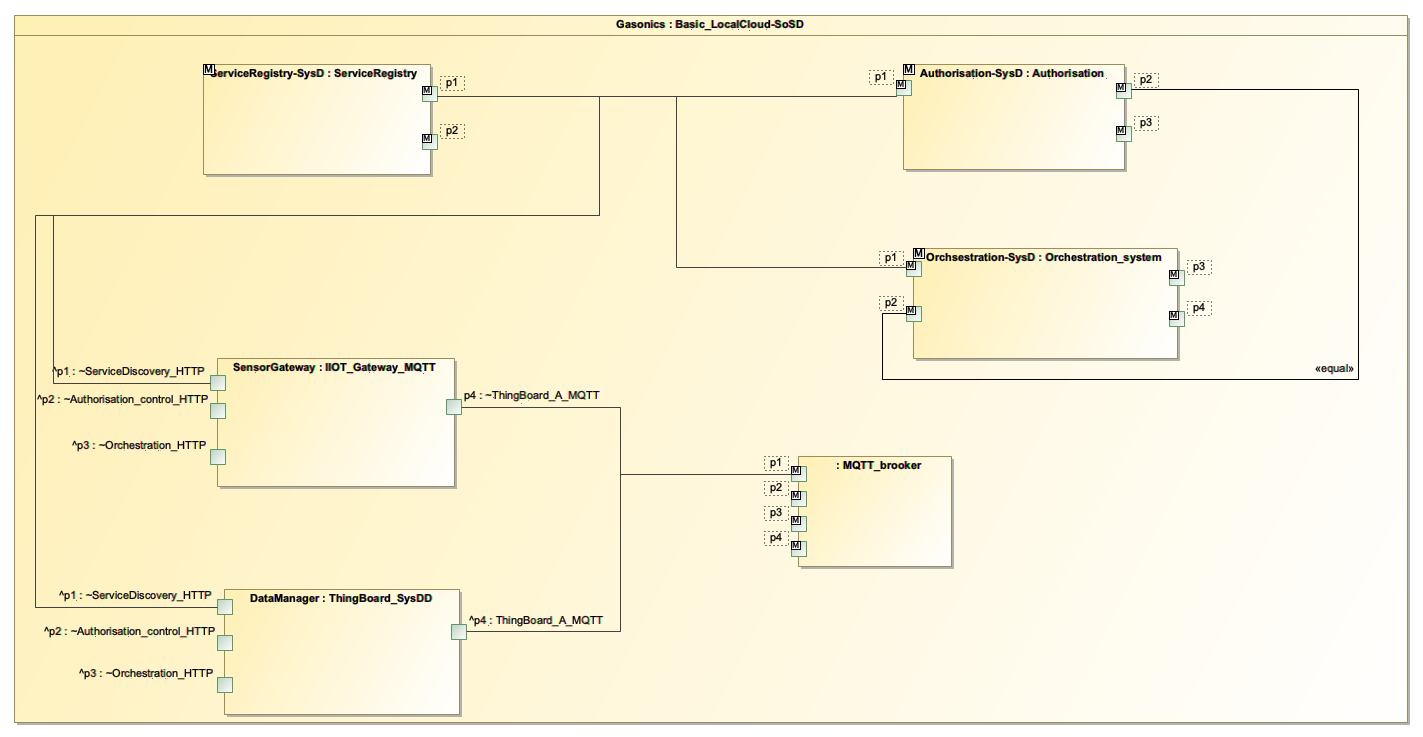 Gasonics : Basic_LocalCloud-SoSD
M
ServiceRegistry-SysD : ServiceRegistry
M
p1
M
p2
M
Authorisation-SysD : Authorisation
p1
M
M
p2
M
p3
M
Orchsestration-SysD : Orchestration_system
p1
M
p2
M
M
p3
M
p4
«equal»
SensorGateway : IIOT_Gateway_MQTT
^p1 : ~ServiceDiscovery_HTTP
^p2 : ~Authorisation_control_HTTP
^p3 : ~Orchestration_HTTP
p4 : ~ThingBoard_A_MQTT
: MQTT_brooker
p1
M
p2
M
p3
M
p4
M
DataManager : ThingBoard_SysDD
^p1 : ~ServiceDiscovery_HTTP
^p2 : ~Authorisation_control_HTTP
^p3 : ~Orchestration_HTTP
^p4 : ThingBoard_A_MQTT